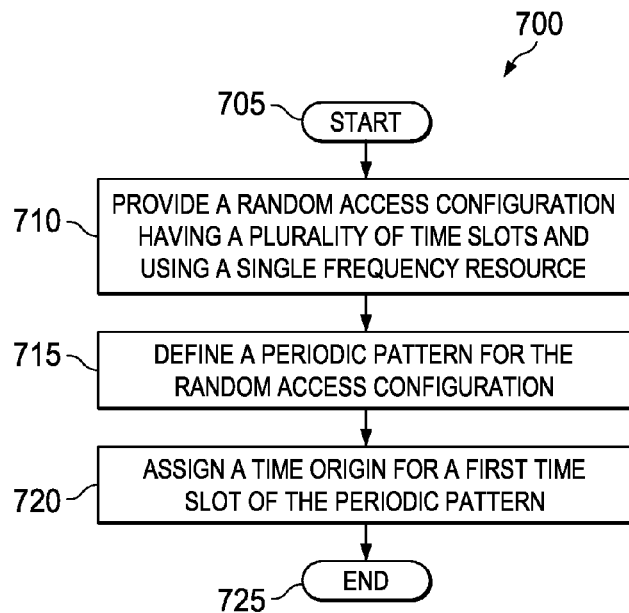 700
705
START
710
PROVIDE A RANDOM ACCESS CONFIGURATION
HAVING A PLURALITY OF TIME SLOTS AND
USING A SINGLE FREQUENCY RESOURCE
715
DEFINE A PERIODIC PATTERN FOR THE
RANDOM ACCESS CONFIGURATION
720
ASSIGN A TIME ORIGIN FOR A FIRST TIME
SLOT OF THE PERIODIC PATTERN
725
END